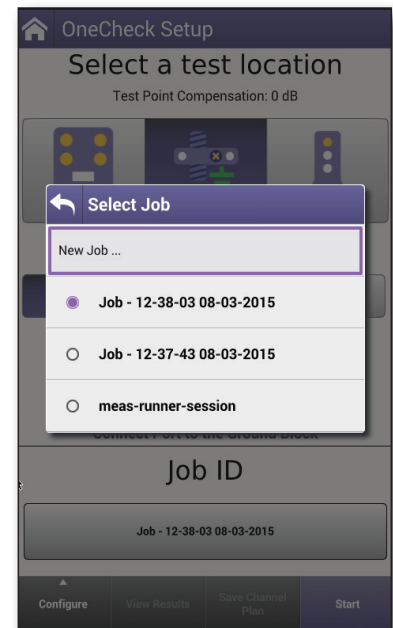 OneCheck Setup
Select a test location
Test Point Compensation: 0 dB
Select Job
New Job ...
Job - 12-38-03 08-03-2015
Job - 12-37-43 08-03-2015
meas-runner-session
Connect Port to the Ground Block
Job ID
Job - 12-38-03 08-03-2015
Configure
View Results
Save Channel
Plan
Start